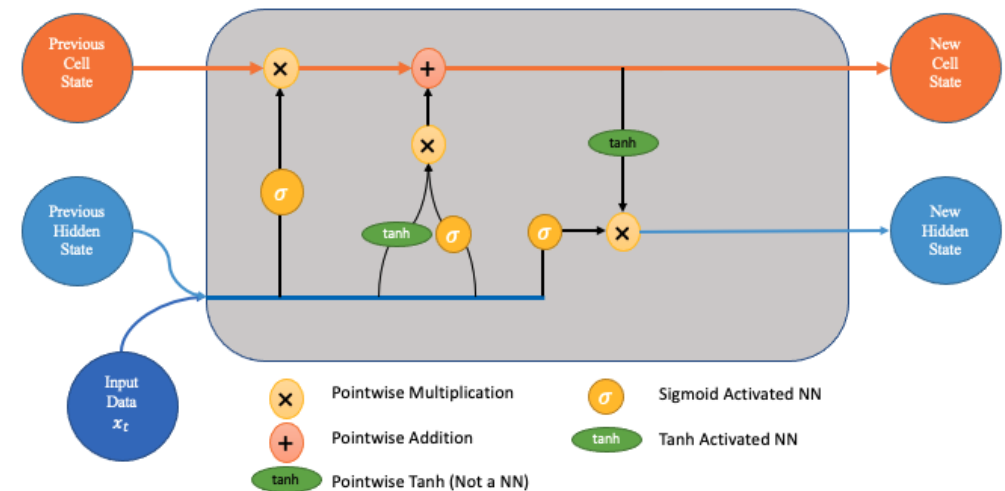 Previous
Cell
State
×
+
New
Cell
State
×
tanh
σ
Previous
Hidden
State
tanh
σ
σ
×
New
Hidden
State
Input
Data
xₜ
× Pointwise Multiplication
σ Sigmoid Activated NN
+ Pointwise Addition
tanh Tanh Activated NN
tanh Pointwise Tanh (Not a NN)